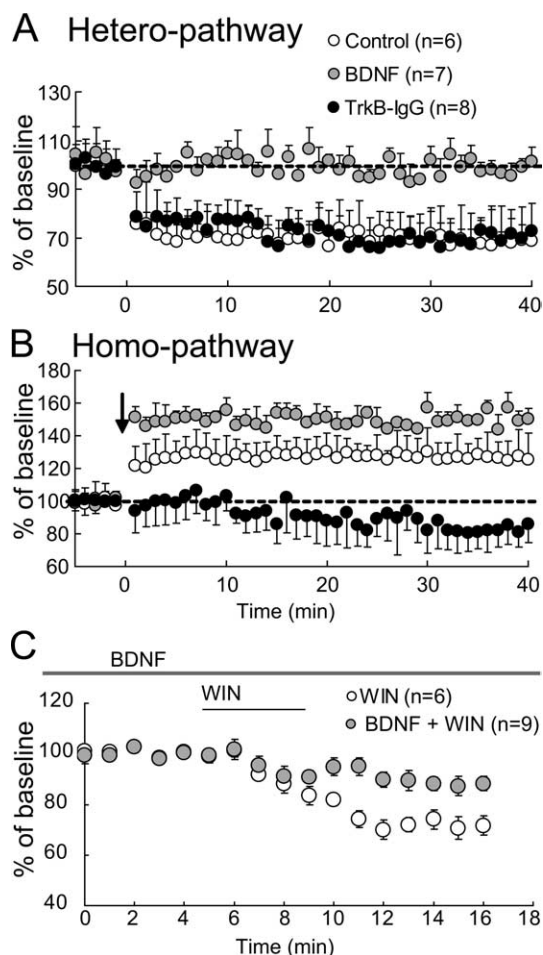 A Hetero-pathway
Control (n=6)
BDNF (n=7)
TrkB-IgG (n=8)
% of baseline
130
110
90
70
50
0 10 20 30 40
B Homo-pathway
% of baseline
180
160
140
120
100
80
60
0 10 20 30 40
Time (min)
C
BDNF
WIN
WIN (n=6)
BDNF + WIN (n=9)
% of baseline
120
100
80
60
40
0 2 4 6 8 10 12 14 16 18
Time (min)